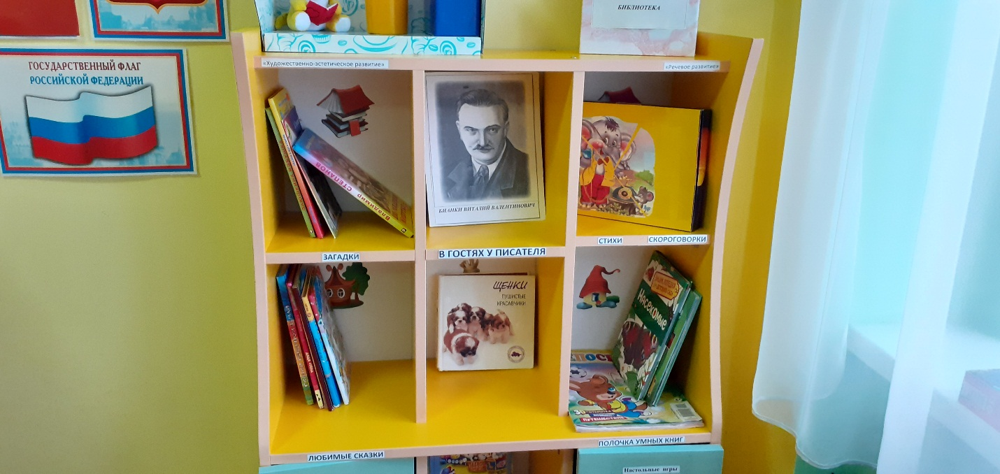 БИБЛИОТЕКА
ГОСУДАРСТВЕННЫЙ ФЛАГ
РОССИЙСКОЙ ФЕДЕРАЦИИ
«Художественно-эстетическое развитие»
«Речевое развитие»
Владимир СТЕПАНОВ
БИАНКИ ВИТАЛИЙ ВАЛЕНТИНОВИЧ
ЗАГАДКИ
В ГОСТЯХ У ПИСАТЕЛЯ
СТИХИ
СКОРОГОВОРКИ
ЩЕНКИ
ПУШИСТЫЕ
КРАСАВЧИКИ
Насекомые
ПУТЕШЕСТВИЕ
ЛЮБИМЫЕ СКАЗКИ
ПОЛОЧКА УМНЫХ КНИГ
Настольные игры